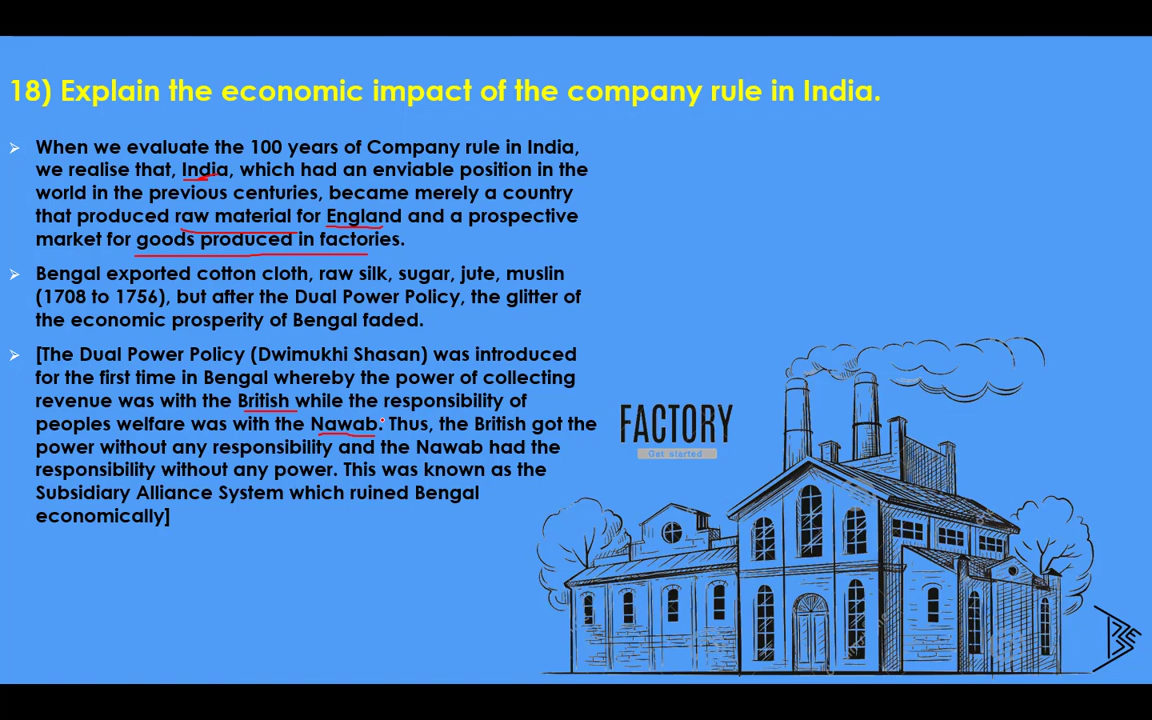 18) Explain the economic impact of the company rule in India.
➢ When we evaluate the 100 years of Company rule in India,
we realise that, India, which had an enviable position in the
world in the previous centuries, became merely a country
that produced raw material for England and a prospective
market for goods produced in factories.
➢ Bengal exported cotton cloth, raw silk, sugar, jute, muslin
(1708 to 1756), but after the Dual Power Policy, the glitter of
the economic prosperity of Bengal faded.
➢ [The Dual Power Policy (Dwimukhi Shasan) was introduced
for the first time in Bengal whereby the power of collecting
revenue was with the British while the responsibility of
peoples welfare was with the Nawab. Thus, the British got the
power without any responsibility and the Nawab had the
responsibility without any power. This was known as the
Subsidiary Alliance System which ruined Bengal
economically]
FACTORY
Get started